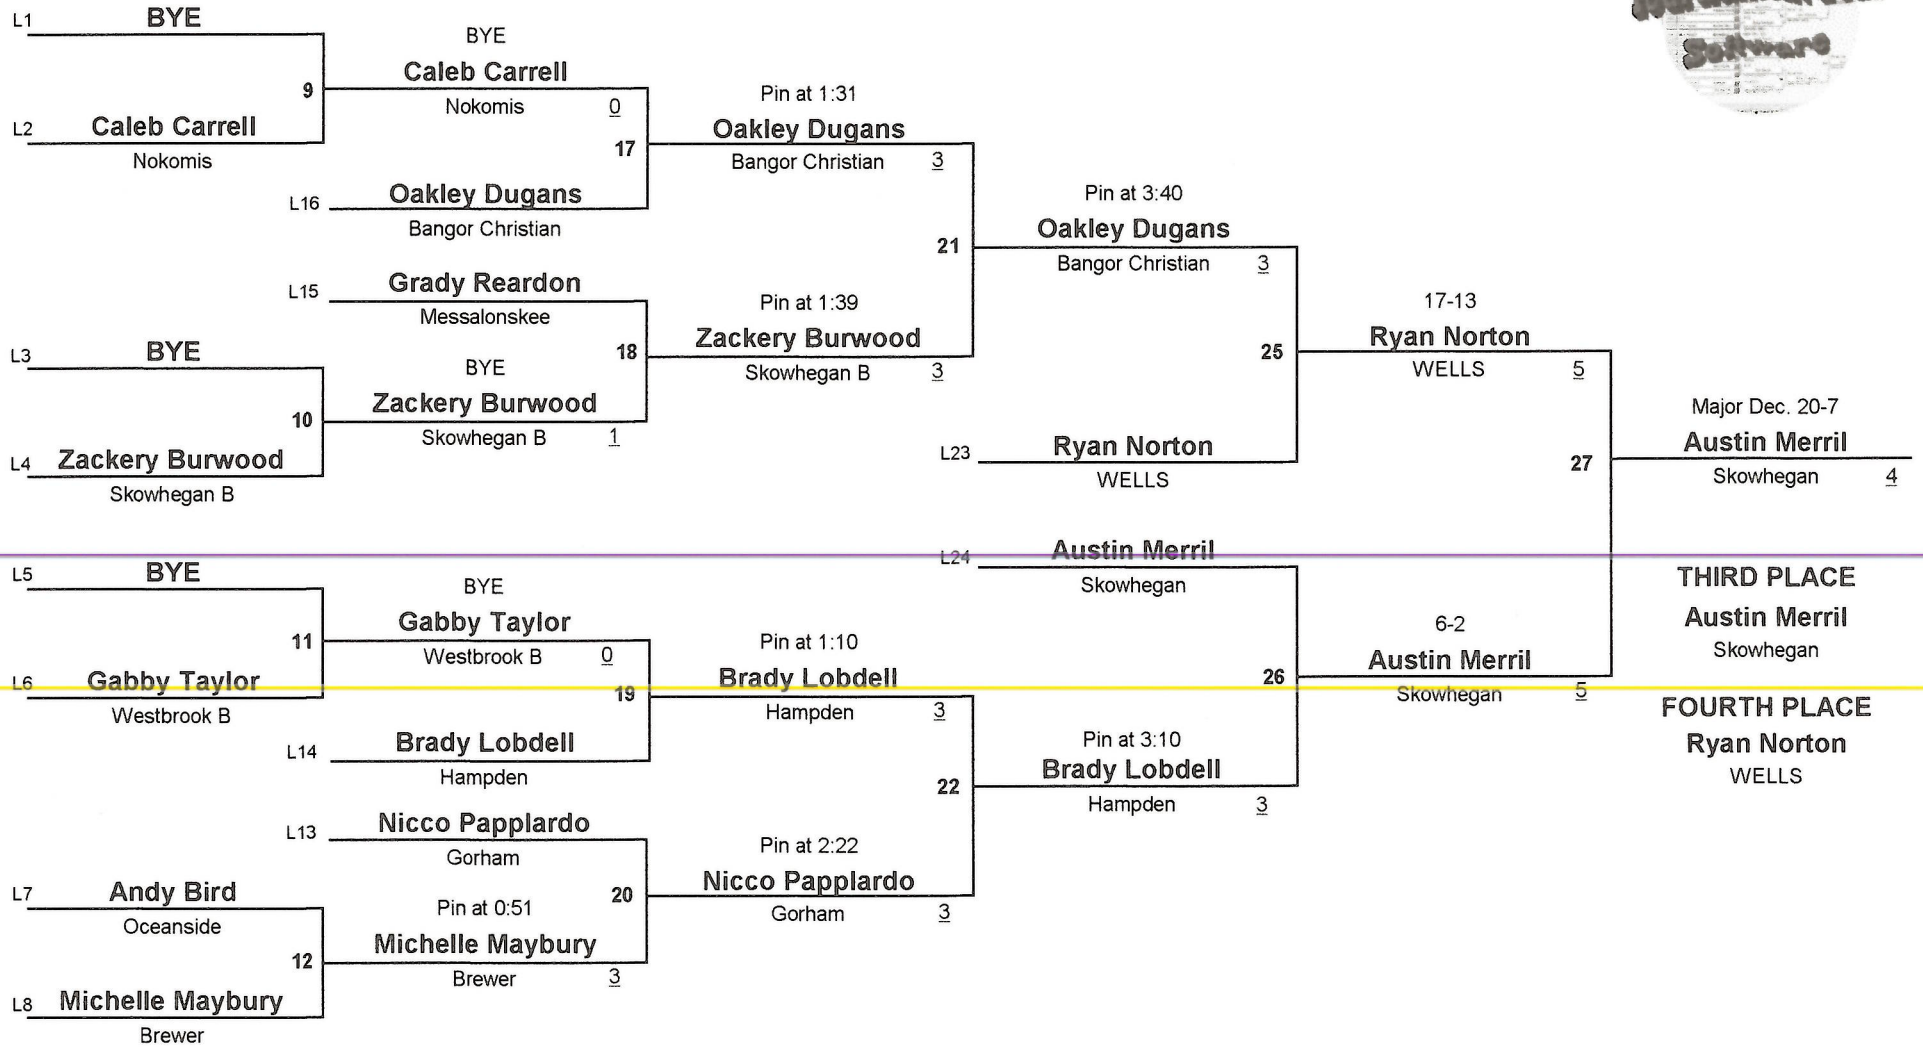 L1 BYE
9
L2 Caleb Carrell
Nokomis
BYE
Caleb Carrell
Nokomis 0
17
L16 Oakley Dugans
Bangor Christian
Pin at 1:31
Oakley Dugans
Bangor Christian 3
L15 Grady Reardon
Messalonskee
18
L3 BYE
10
L4 Zackery Burwood
Skowhegan B
BYE
Zackery Burwood
Skowhegan B 1
Pin at 1:39
Zackery Burwood
Skowhegan B 3
21
Pin at 3:40
Oakley Dugans
Bangor Christian 3
25
L23 Ryan Norton
WELLS
17-13
Ryan Norton
WELLS 5
27
Major Dec. 20-7
Austin Merril
Skowhegan 4
L24 Austin Merril
Skowhegan
L5 BYE
11
L6 Gabby Taylor
Westbrook B
BYE
Gabby Taylor
Westbrook B 0
19
L14 Brady Lobdell
Hampden
Pin at 1:10
Brady Lobdell
Hampden 3
L13 Nicco Papplardo
Gorham
20
L7 Andy Bird
Oceanside
12
L8 Michelle Maybury
Brewer
Pin at 0:51
Michelle Maybury
Brewer 3
Pin at 2:22
Nicco Papplardo
Gorham 3
22
Pin at 3:10
Brady Lobdell
Hampden 3
26
6-2
Austin Merril
Skowhegan 5
THIRD PLACE
Austin Merril
Skowhegan
FOURTH PLACE
Ryan Norton
WELLS
Software